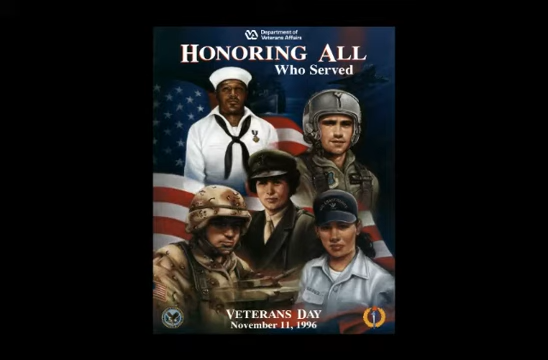 Department of
Veterans Affairs
HONORING ALL
Who Served
VETERANS DAY
November 11, 1996